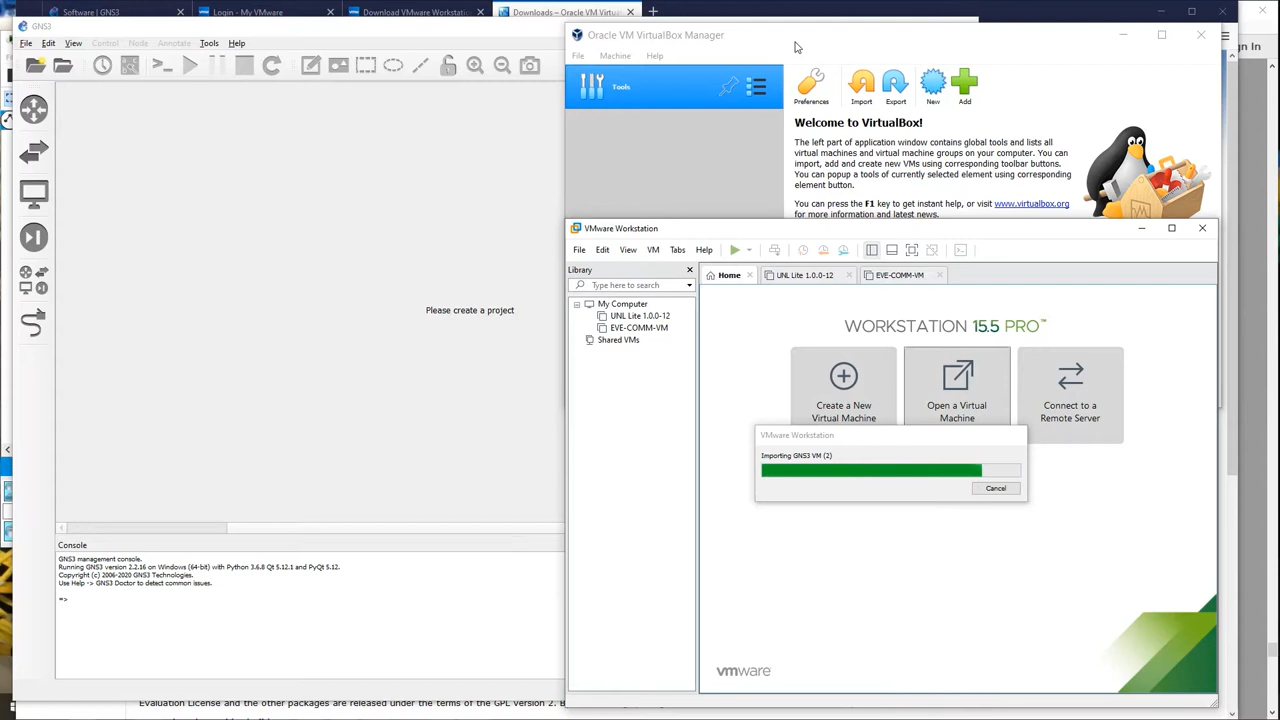 Software | GNS3
Login - My VMware
Download VMware Workstation
Downloads – Oracle VM Virtual
GNS3
File Edit View Control Node Annotate Tools Help
Please create a project
Console
GNS3 management console.
Running GNS3 version 2.2.16 on Windows (64-bit) with Python 3.6.8 Qt 5.12.1 and PyQt 5.12.
Copyright (c) 2006-2020 GNS3 Technologies.
Use Help -> GNS3 Doctor to detect common issues.
=>
Oracle VM VirtualBox Manager
File Machine Help
Tools
Preferences Import Export New Add
Welcome to VirtualBox!
The left part of application window contains global tools and lists all
virtual machines and virtual machine groups on your computer. You can
import, add and create new VMs using corresponding toolbar buttons.
You can popup a tools of currently selected element using corresponding
element button.
You can press the F1 key to get instant help, or visit www.virtualbox.org
for more information and latest news.
VMware Workstation
File Edit View VM Tabs Help
Library
Type here to search
My Computer
UNL Lite 1.0.0-12
EVE-COMM-VM
Shared VMs
Home UNL Lite 1.0.0-12 EVE-COMM-VM
WORKSTATION 15.5 PRO™
Create a New
Virtual Machine
Open a Virtual
Machine
Connect to a
Remote Server
VMware Workstation
Importing GNS3 VM (2)
Cancel
vmware
Evaluation License and the other packages are released under the terms of the GPL version 2. B